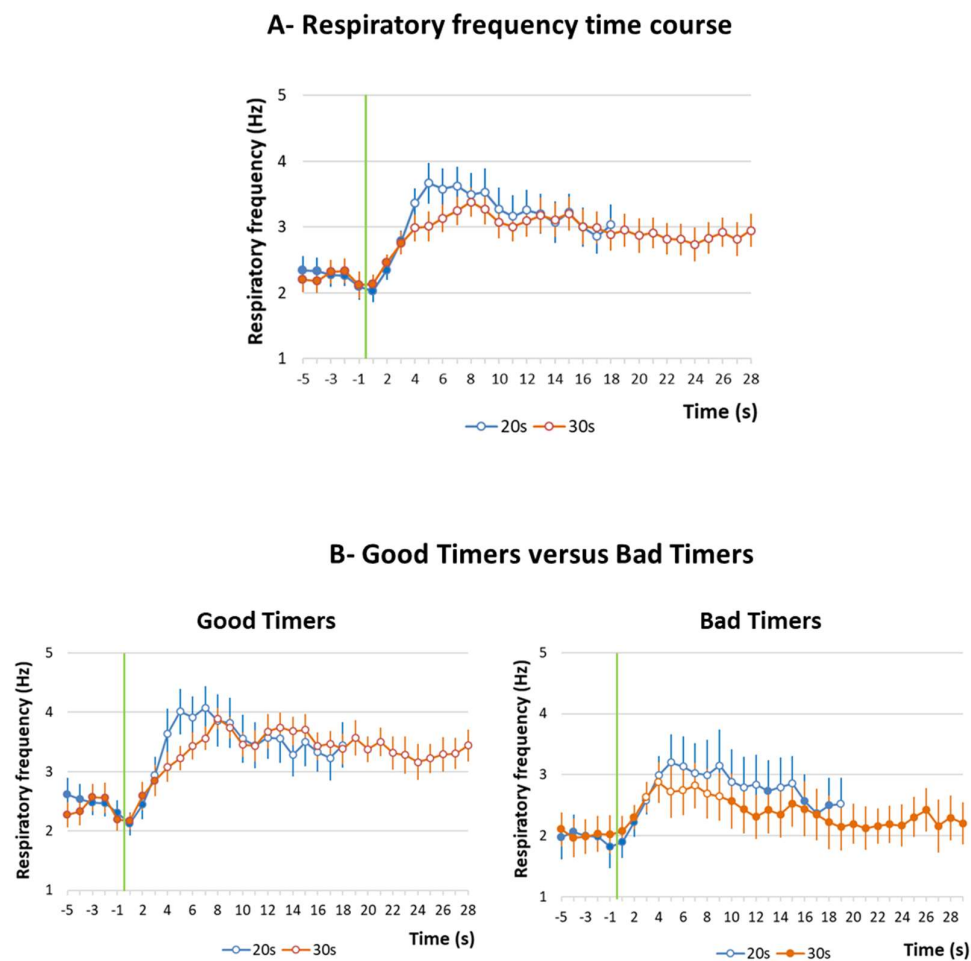 A- Respiratory frequency time course
Respiratory frequency (Hz)
5
4
3
2
1
-5 -3 -1 2 4 6 8 10 12 14 16 18 20 22 24 26 28
Time (s)
20s 30s
B- Good Timers versus Bad Timers
Good Timers
Respiratory frequency (Hz)
5
4
3
2
1
-5 -3 -1 2 4 6 8 10 12 14 16 18 20 22 24 26 28
Time (s)
20s 30s
Bad Timers
Respiratory frequency (Hz)
5
4
3
2
1
-5 -3 -1 2 4 6 8 10 12 14 16 18 20 22 24 26 28
Time (s)
20s 30s